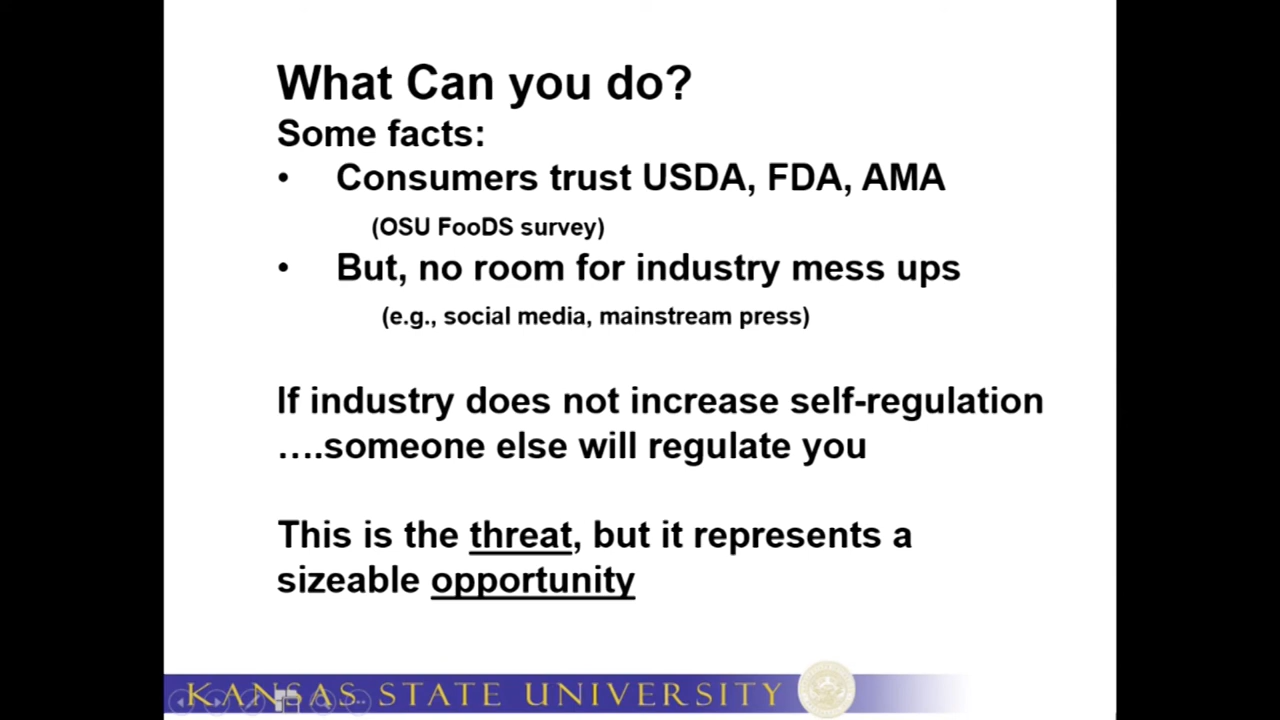 What Can you do?
Some facts:
• Consumers trust USDA, FDA, AMA
(OSU FooDS survey)
• But, no room for industry mess ups
(e.g., social media, mainstream press)
If industry does not increase self-regulation
….someone else will regulate you
This is the threat, but it represents a
sizeable opportunity
KANSAS STATE UNIVERSITY